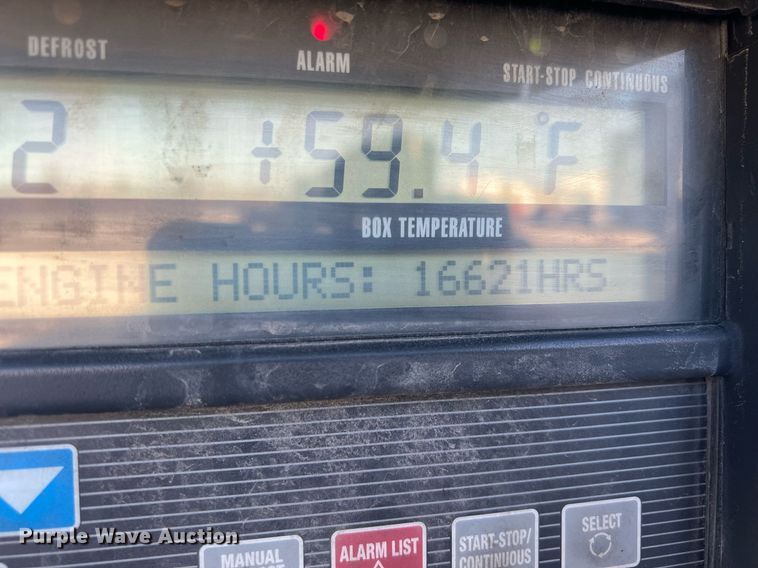 DEFROST ALARM START-STOP CONTINUOUS
2 +59.4 °F
BOX TEMPERATURE
ENGINE HOURS: 16621HRS
SELECT
START-STOP/
CONTINUOUS
ALARM LIST
MANUAL
Purple Wave Auction